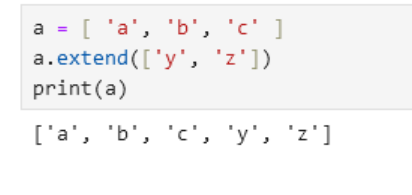 a = [ 'a', 'b', 'c' ]
a.extend(['y', 'z'])
print(a)
['a', 'b', 'c', 'y', 'z']